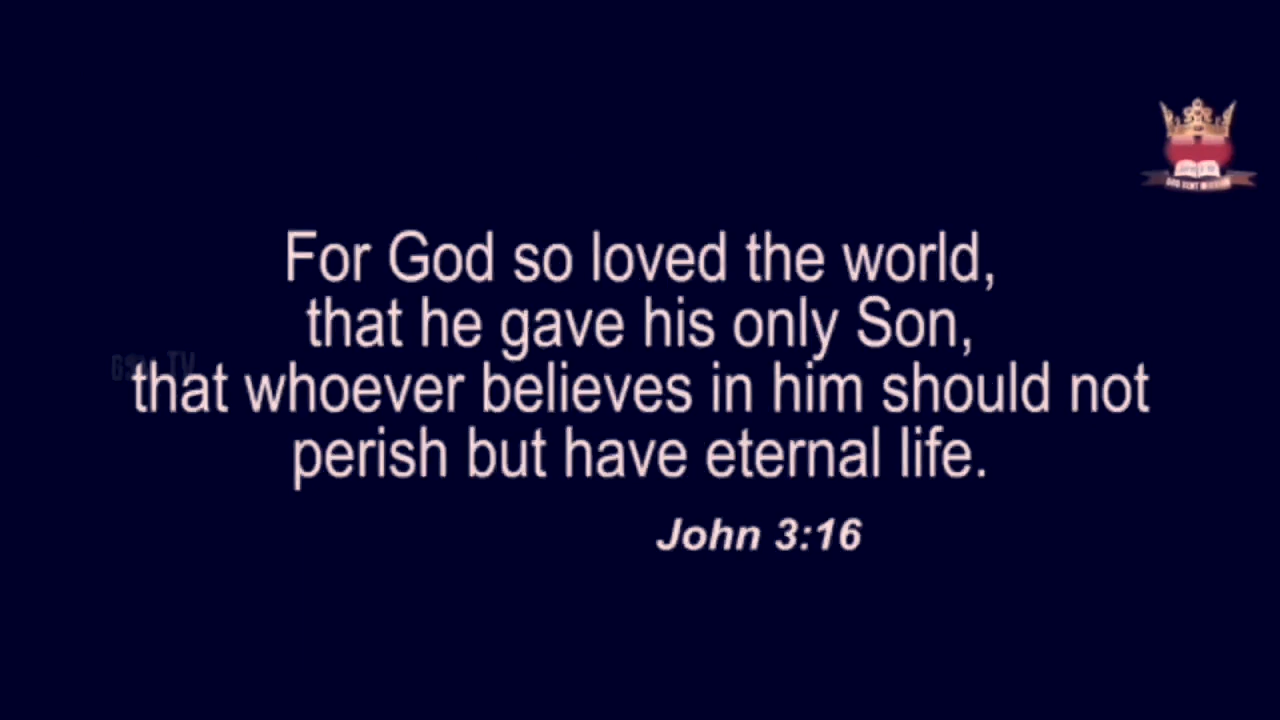 For God so loved the world,
that he gave his only Son,
that whoever believes in him should not
perish but have eternal life.
John 3:16